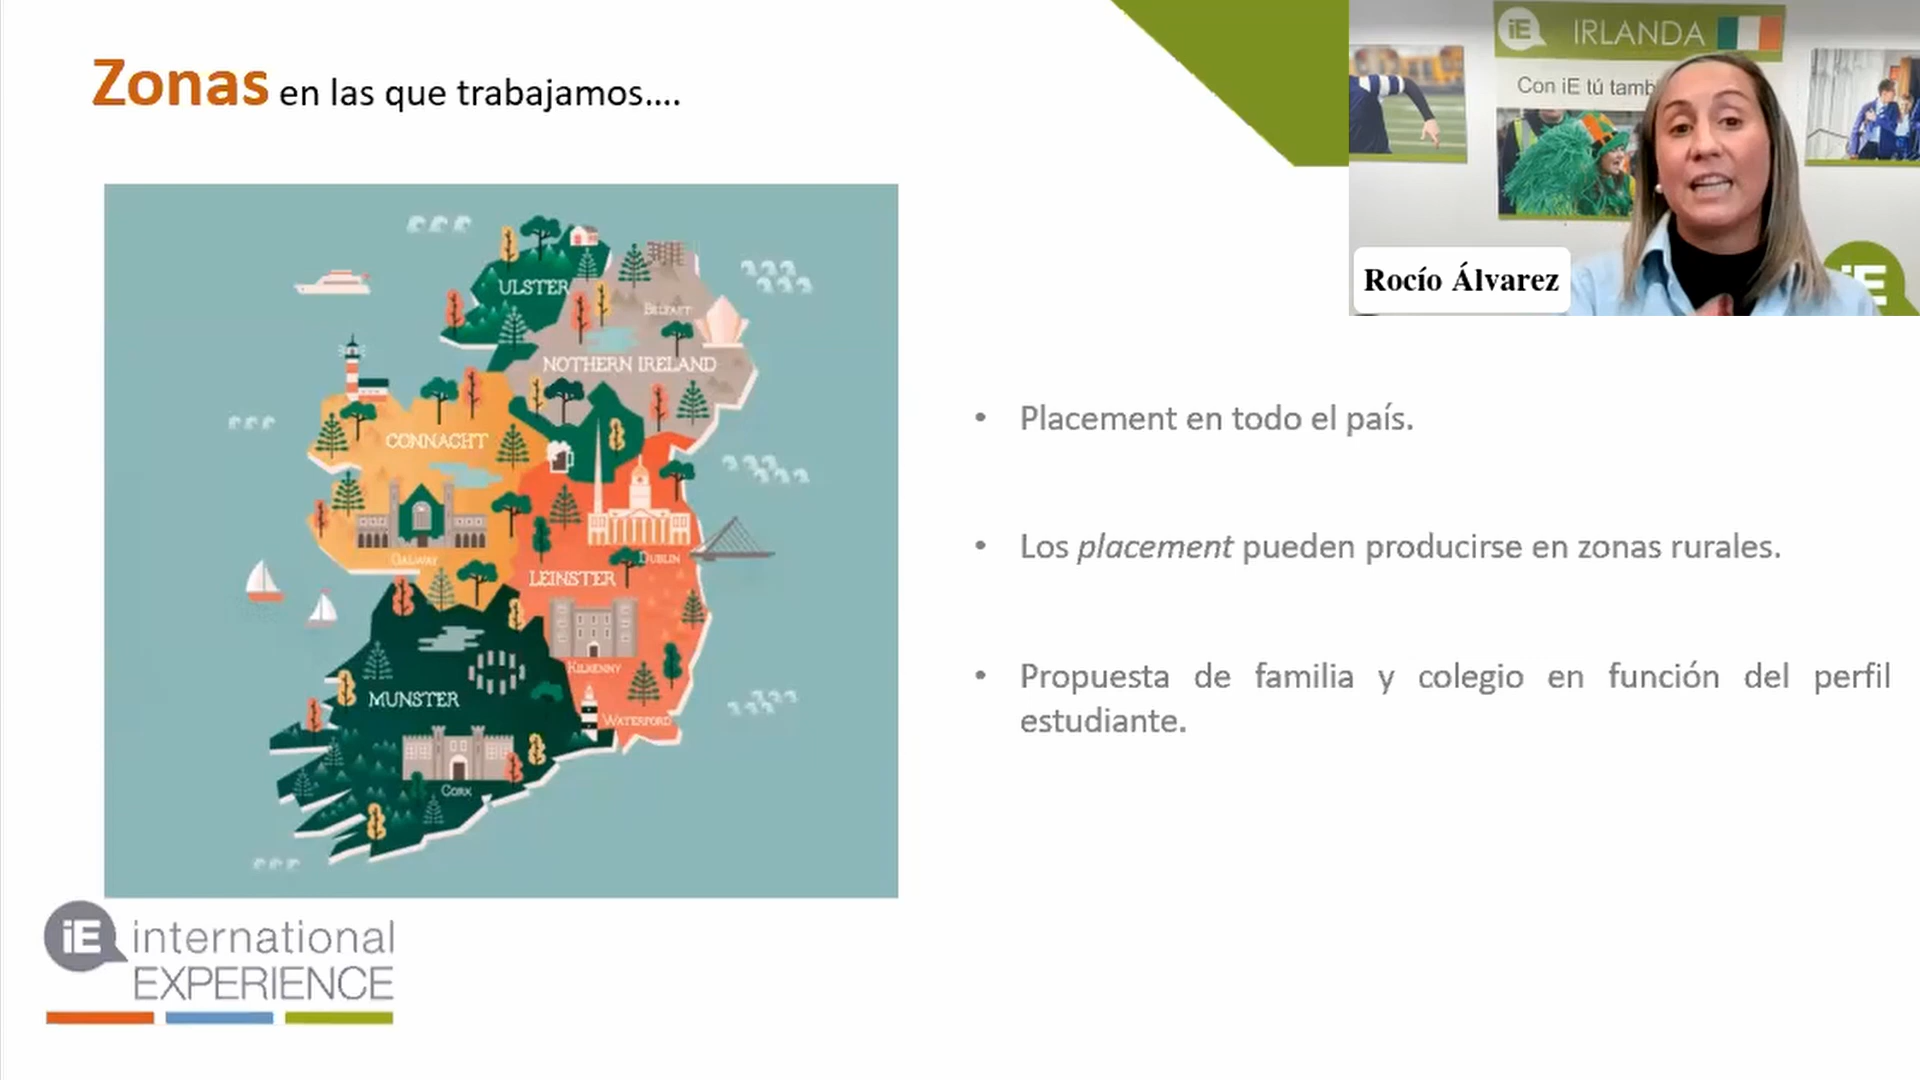 Zonas en las que trabajamos....
iE IRLANDA
Con iE tú tamb
Rocío Álvarez
iE
ULSTER
BELFAST
NOTHERN IRELAND
CONNACHT
GALWAY
DUBLIN
LEINSTER
KILKENNY
MUNSTER
WATERFORD
CORK
• Placement en todo el país.
• Los placement pueden producirse en zonas rurales.
• Propuesta de familia y colegio en función del perfil
estudiante.
iE international
EXPERIENCE